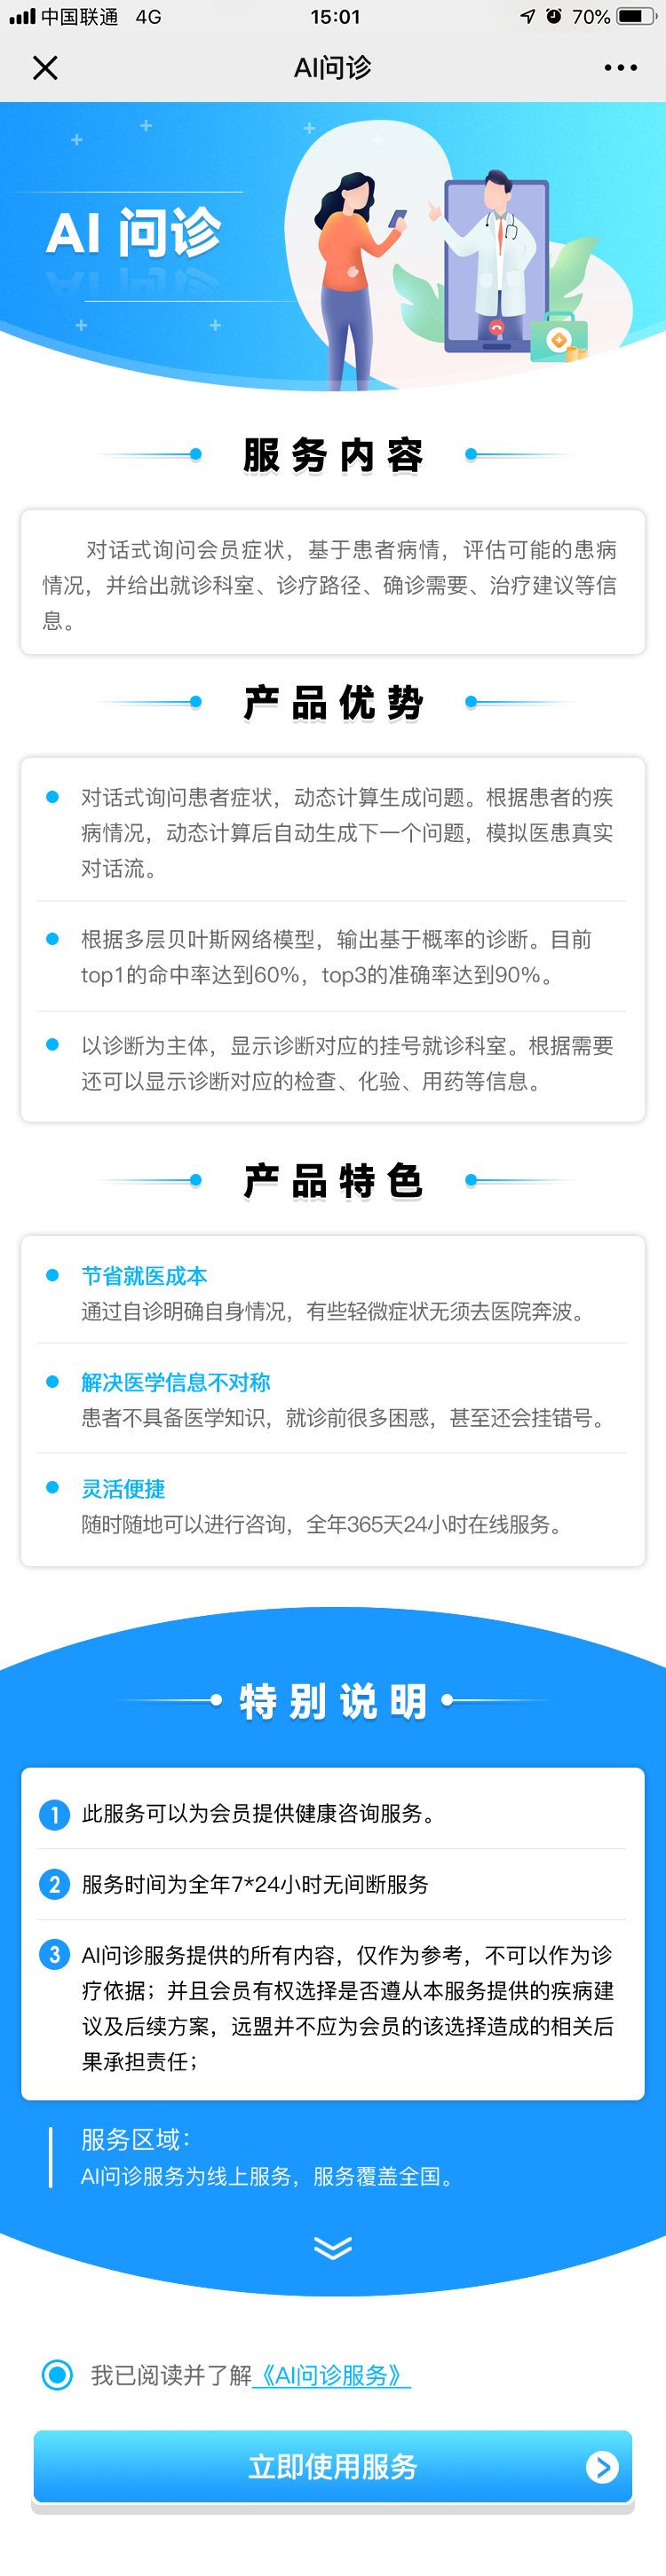 中国联通 4G 15:01 70%
AI问诊
AI 问诊
服务内容
对话式询问会员症状，基于患者病情，评估可能的患病
情况，并给出就诊科室、诊疗路径、确诊需要、治疗建议等信
息。
产品优势
对话式询问患者症状，动态计算生成问题。根据患者的疾
病情况，动态计算后自动生成下一个问题，模拟医患真实
对话流。
根据多层贝叶斯网络模型，输出基于概率的诊断。目前
top1的命中率达到60%，top3的准确率达到90%。
以诊断为主体，显示诊断对应的挂号就诊科室。根据需要
还可以显示诊断对应的检查、化验、用药等信息。
产品特色
节省就医成本
通过自诊明确自身情况，有些轻微症状无须去医院奔波。
解决医学信息不对称
患者不具备医学知识，就诊前很多困惑，甚至还会挂错号。
灵活便捷
随时随地可以进行咨询，全年365天24小时在线服务。
特别说明
1 此服务可以为会员提供健康咨询服务。
2 服务时间为全年7*24小时无间断服务
3 AI问诊服务提供的所有内容，仅作为参考，不可以作为诊
疗依据；并且会员有权选择是否遵从本服务提供的疾病建
议及后续方案，远盟并不应为会员的该选择造成的相关后
果承担责任；
服务区域：
AI问诊服务为线上服务，服务覆盖全国。
我已阅读并了解《AI问诊服务》
立即使用服务